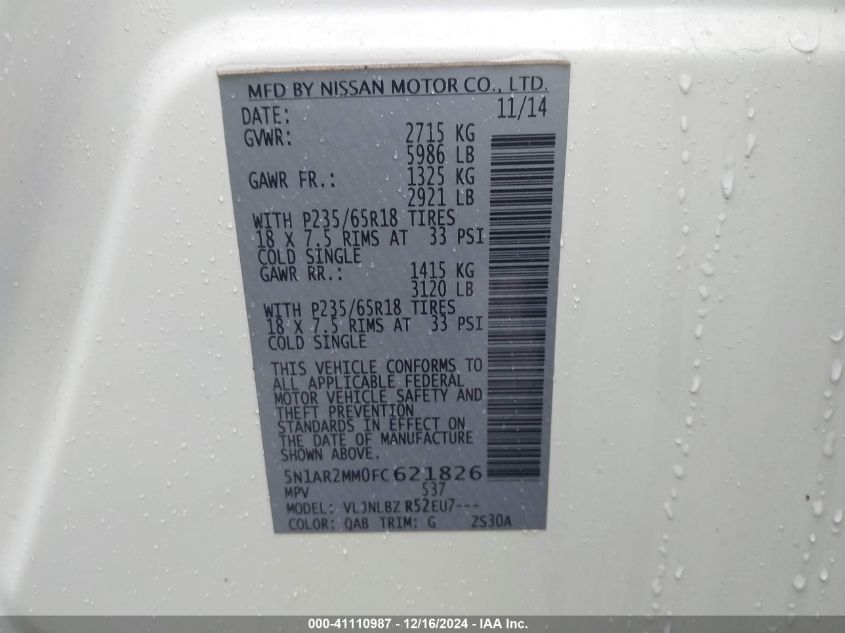 MFD BY NISSAN MOTOR CO., LTD.
DATE: 11/14
GVWR: 2715 KG
5986 LB
GAWR FR.: 1325 KG
2921 LB
WITH P235/65R18 TIRES
18 X 7.5 RIMS AT 33 PSI
COLD SINGLE
GAWR RR.: 1415 KG
3120 LB
WITH P235/65R18 TIRES
18 X 7.5 RIMS AT 33 PSI
COLD SINGLE
THIS VEHICLE CONFORMS TO
ALL APPLICABLE FEDERAL
MOTOR VEHICLE SAFETY AND
THEFT PREVENTION
STANDARDS IN EFFECT ON
THE DATE OF MANUFACTURE
SHOWN ABOVE.
5N1AR2MM0FC621826
MPV 537
MODEL: VLJNLBZ R52EU7---
COLOR: QAB TRIM: G ZS30A
000-41110987 - 12/16/2024 - IAA Inc.